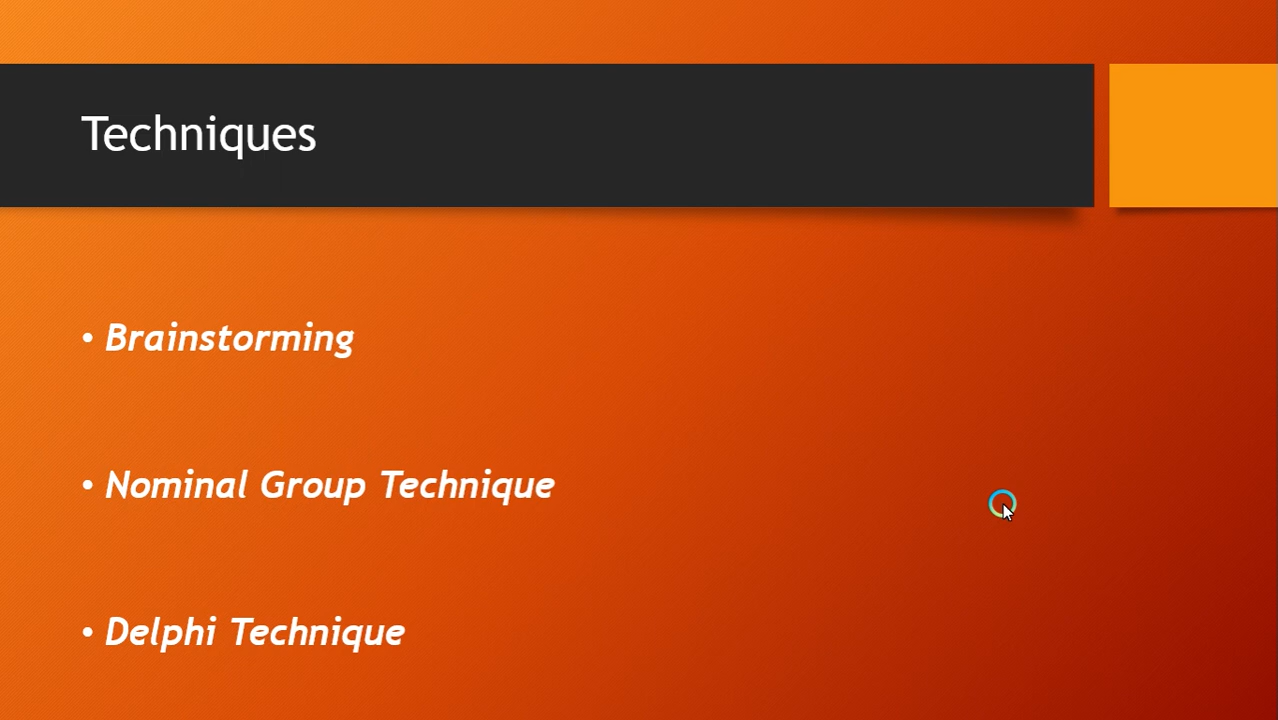 Techniques
• Brainstorming
• Nominal Group Technique
• Delphi Technique